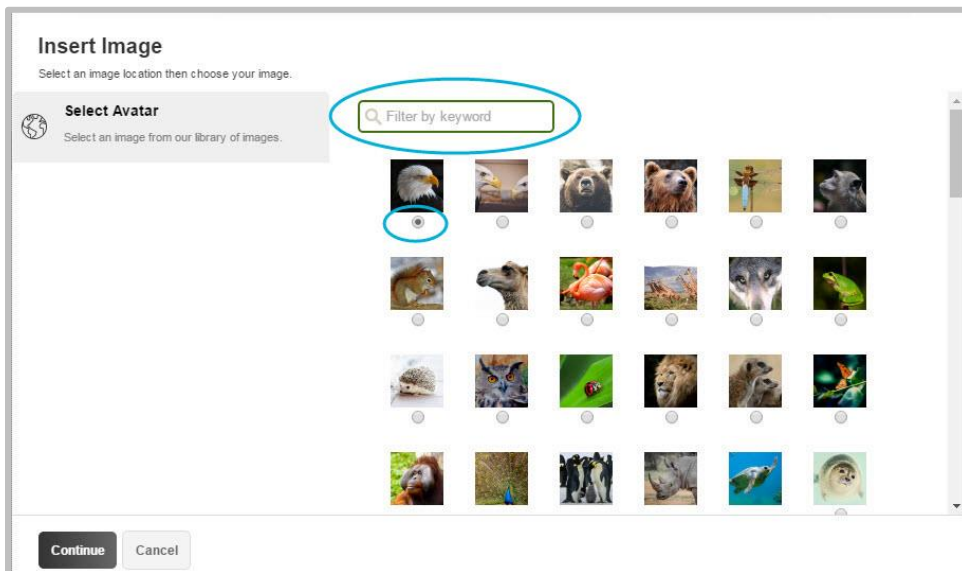 Insert Image
Select an image location then choose your image.
Select Avatar
Select an image from our library of images.
Filter by keyword
Continue
Cancel